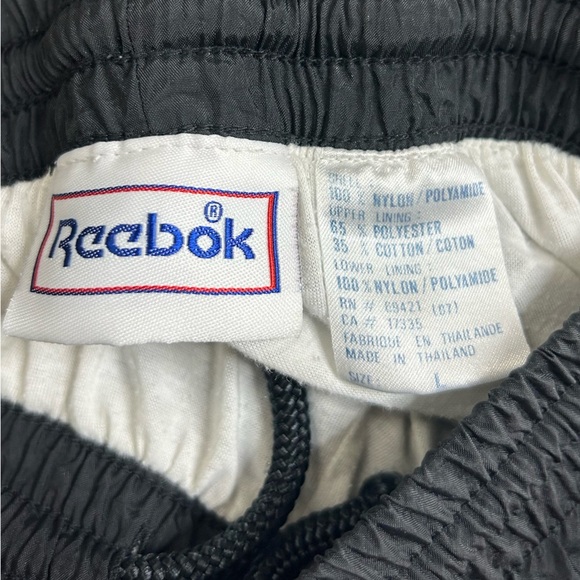 Reebok®
SHELL:
100 % NYLON/POLYAMIDE
UPPER LINING:
65 % POLYESTER
35 % COTTON/COTON
LOWER LINING:
100 % NYLON/POLYAMIDE
RN # 69421 (07)
CA # 17335
FABRIQUE EN THAILANDE
MADE IN THAILAND
SIZE L